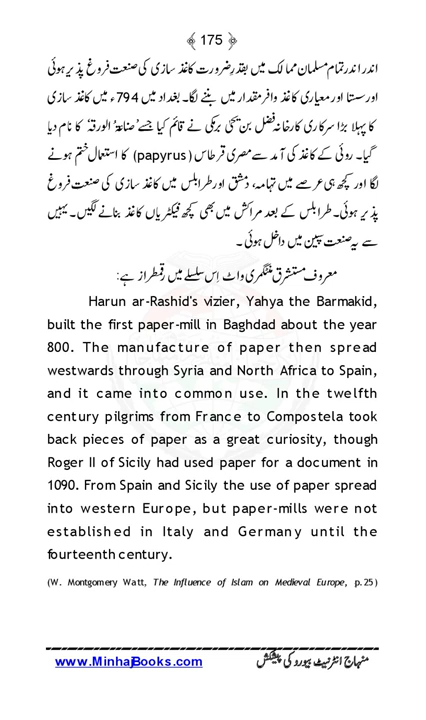 ﴿ 175 ﴾
اندر اندر تمام مسلمان ممالک میں بقدرِ ضرورت کاغذ سازی کی صنعت فروغ پذیر ہوئی
اور سستا اور معیاری کاغذ وافر مقدار میں بننے لگا۔ بغداد میں 794ء میں کاغذ سازی
کا پہلا بڑا سرکاری کارخانہ فضل بن یحییٰ برمکی نے قائم کیا جسے ’صناعۃ الورقۃ‘ کا نام دیا
گیا۔ روئی کے کاغذ کی آمد سے مصری قرطاس (papyrus) کا استعمال ختم ہونے
لگا اور کچھ ہی عرصے میں تہامہ، دمشق اور طرابلس میں کاغذ سازی کی صنعت فروغ
پذیر ہوئی۔ طرابلس کے بعد مراکش میں بھی کچھ فیکٹریاں کاغذ بنانے لگیں۔ یہیں
سے یہ صنعت سپین میں داخل ہوئی۔
معروف مستشرق منٹگمری واٹ اِس سلسلے میں رقمطراز ہے:
Harun ar-Rashid's vizier, Yahya the Barmakid,
built the first paper-mill in Baghdad about the year
800. The manufacture of paper then spread
westwards through Syria and North Africa to Spain,
and it came into common use. In the twelfth
century pilgrims from France to Compostela took
back pieces of paper as a great curiosity, though
Roger II of Sicily had used paper for a document in
1090. From Spain and Sicily the use of paper spread
into western Europe, but paper-mills were not
established in Italy and Germany until the
fourteenth century.
(W. Montgomery Watt, The Influence of Islam on Medieval Europe, p.25)
www.MinhajBooks.com منہاج انٹرنیٹ بیورو کی پیشکش